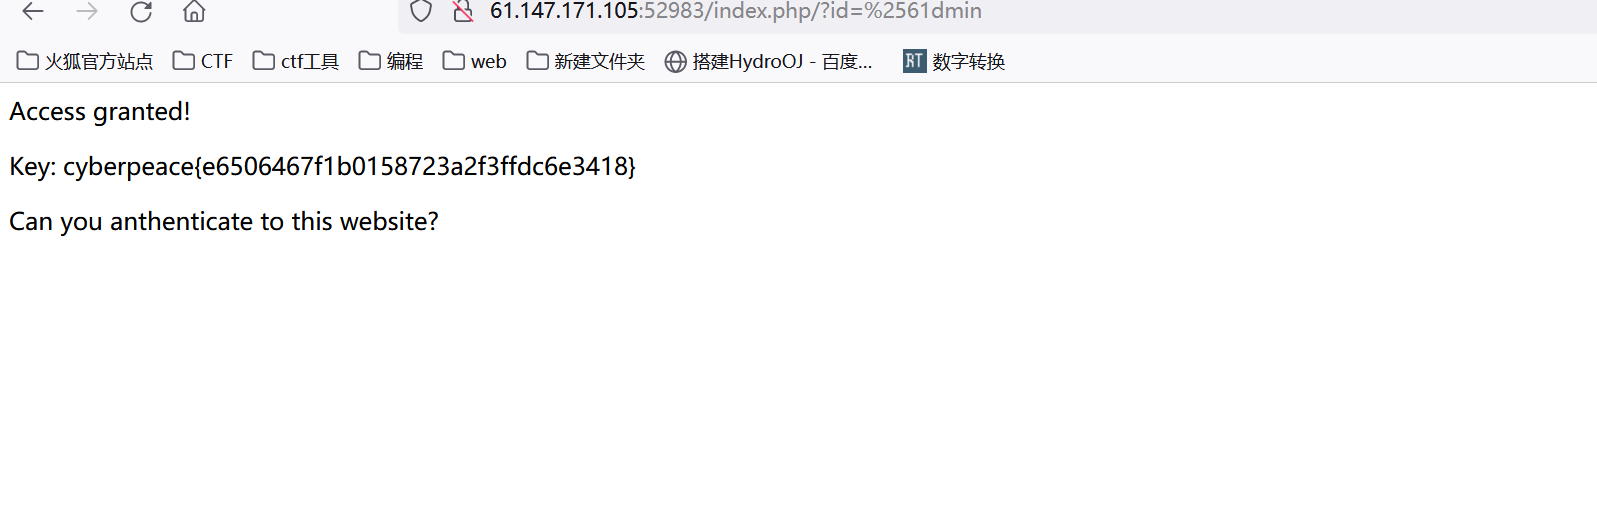 61.147.171.105:52983/index.php/?id=%2561dmin
火狐官方站点 CTF ctf工具 编程 web 新建文件夹 搭建HydroOJ - 百度... RT 数字转换
Access granted!
Key: cyberpeace{e6506467f1b0158723a2f3ffdc6e3418}
Can you anthenticate to this website?